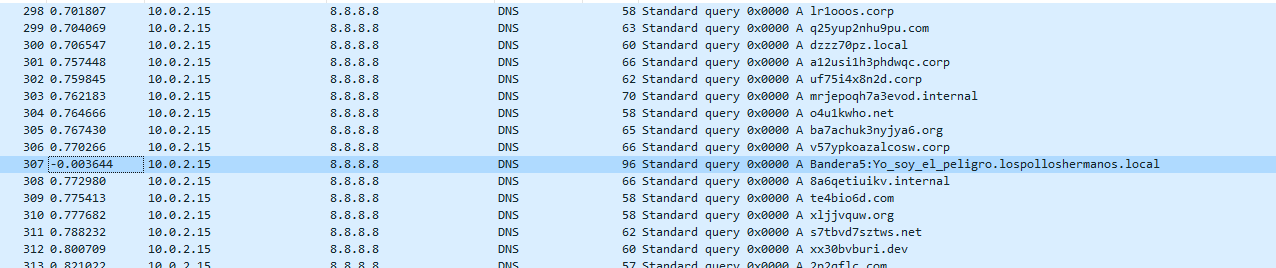 298 0.701807 10.0.2.15 8.8.8.8 DNS 58 Standard query 0x0000 A lr1ooos.corp
299 0.704069 10.0.2.15 8.8.8.8 DNS 63 Standard query 0x0000 A q25yup2nhu9pu.com
300 0.706547 10.0.2.15 8.8.8.8 DNS 60 Standard query 0x0000 A dzzz70pz.local
301 0.757448 10.0.2.15 8.8.8.8 DNS 66 Standard query 0x0000 A a12usi1h3phdwqc.corp
302 0.759845 10.0.2.15 8.8.8.8 DNS 62 Standard query 0x0000 A uf75i4x8n2d.corp
303 0.762183 10.0.2.15 8.8.8.8 DNS 70 Standard query 0x0000 A mrjepoqh7a3evod.internal
304 0.764666 10.0.2.15 8.8.8.8 DNS 58 Standard query 0x0000 A o4u1kwho.net
305 0.767430 10.0.2.15 8.8.8.8 DNS 65 Standard query 0x0000 A ba7achuk3nyjya6.org
306 0.770266 10.0.2.15 8.8.8.8 DNS 66 Standard query 0x0000 A v57ypkoazalcosw.corp
307 -0.003644 10.0.2.15 8.8.8.8 DNS 96 Standard query 0x0000 A Bandera5:Yo_soy_el_peligro.lospolloshermanos.local
308 0.772980 10.0.2.15 8.8.8.8 DNS 66 Standard query 0x0000 A 8a6qetiuikv.internal
309 0.775413 10.0.2.15 8.8.8.8 DNS 58 Standard query 0x0000 A te4bio6d.com
310 0.777682 10.0.2.15 8.8.8.8 DNS 58 Standard query 0x0000 A xljjvquw.org
311 0.788232 10.0.2.15 8.8.8.8 DNS 62 Standard query 0x0000 A s7tbvd7sztws.net
312 0.800709 10.0.2.15 8.8.8.8 DNS 60 Standard query 0x0000 A xx30bvburi.dev
313 0.821022 10.0.2.15 8.8.8.8 DNS 57 Standard query 0x0000 A